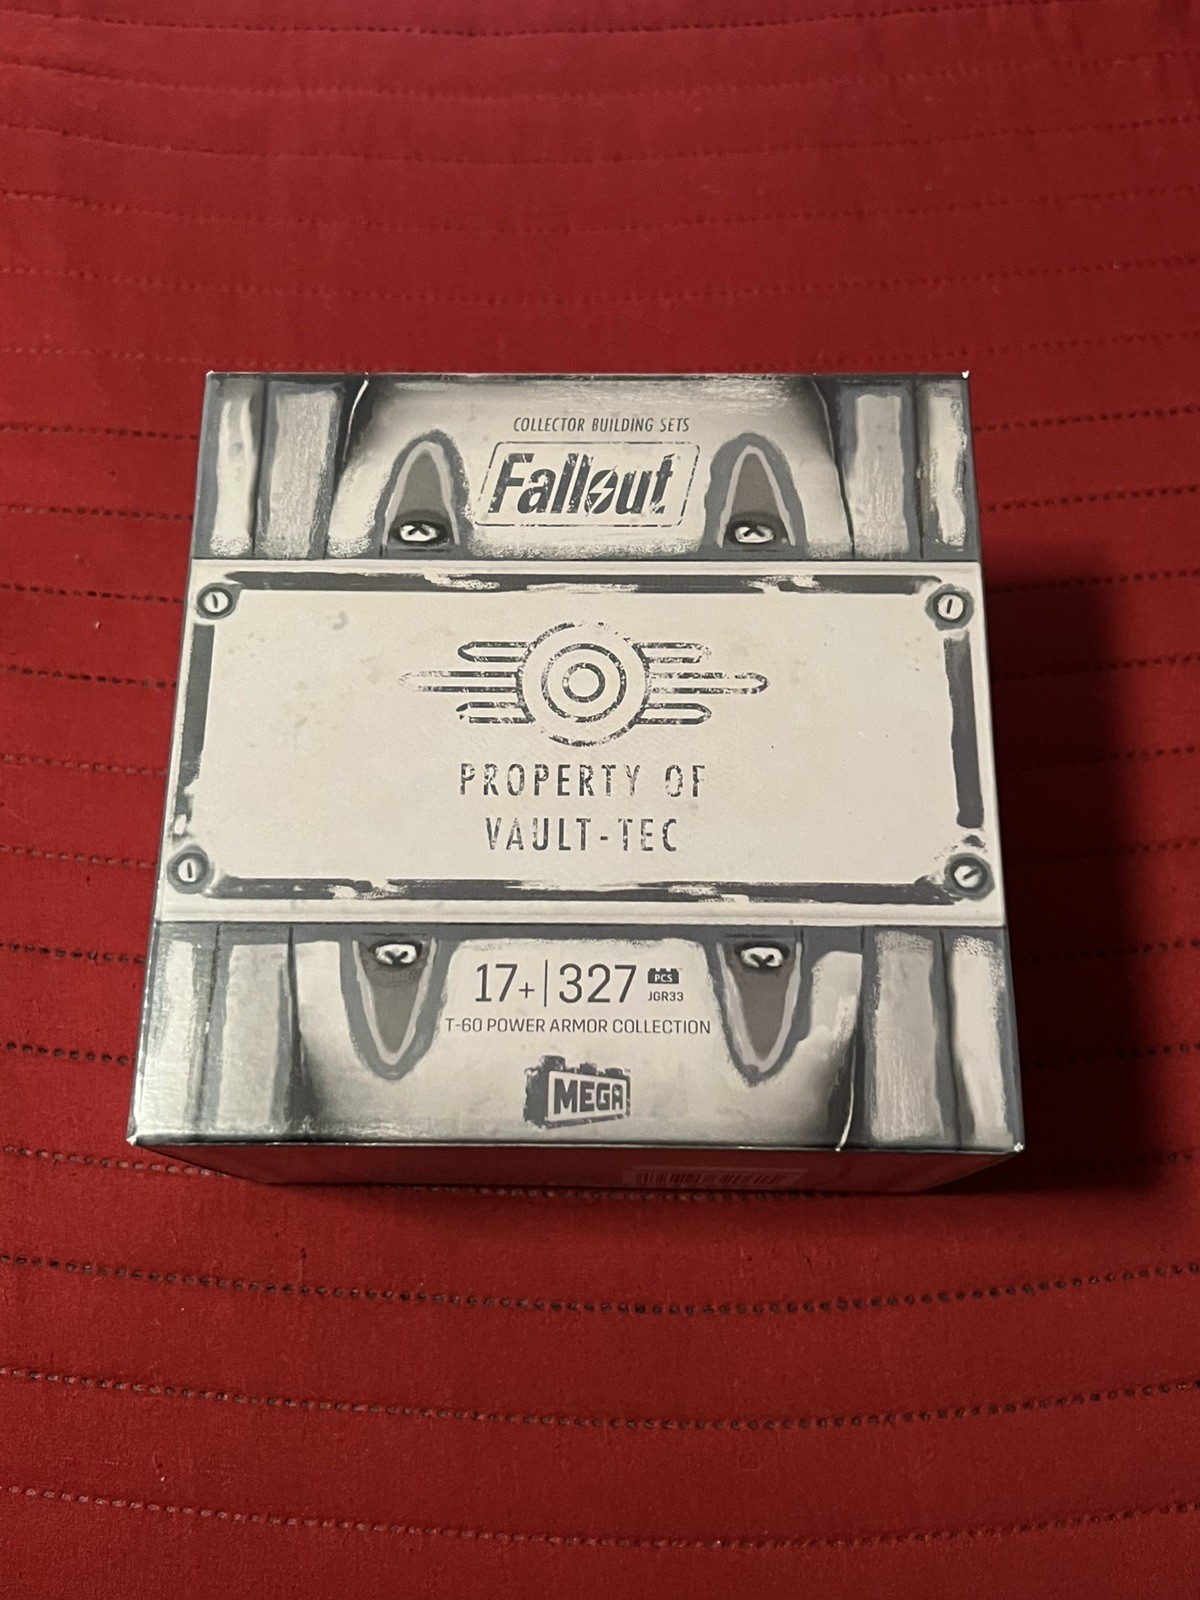 COLLECTOR BUILDING SETS
Fallout
PROPERTY OF
VAULT-TEC
17+ 327 PCS
JGR33
T-60 POWER ARMOR COLLECTION
MEGA